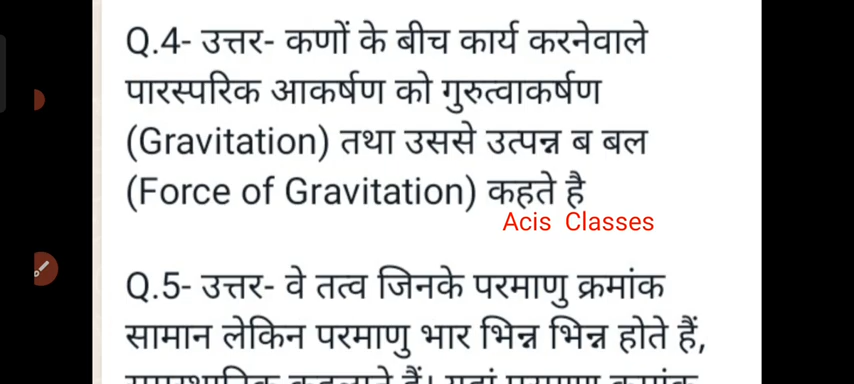 Q.4- उत्तर- कणों के बीच कार्य करनेवाले
पारस्परिक आकर्षण को गुरुत्वाकर्षण
(Gravitation) तथा उससे उत्पन्न ब बल
(Force of Gravitation) कहते है
Acis Classes
Q.5- उत्तर- वे तत्व जिनके परमाणु क्रमांक
सामान लेकिन परमाणु भार भिन्न भिन्न होते हैं,